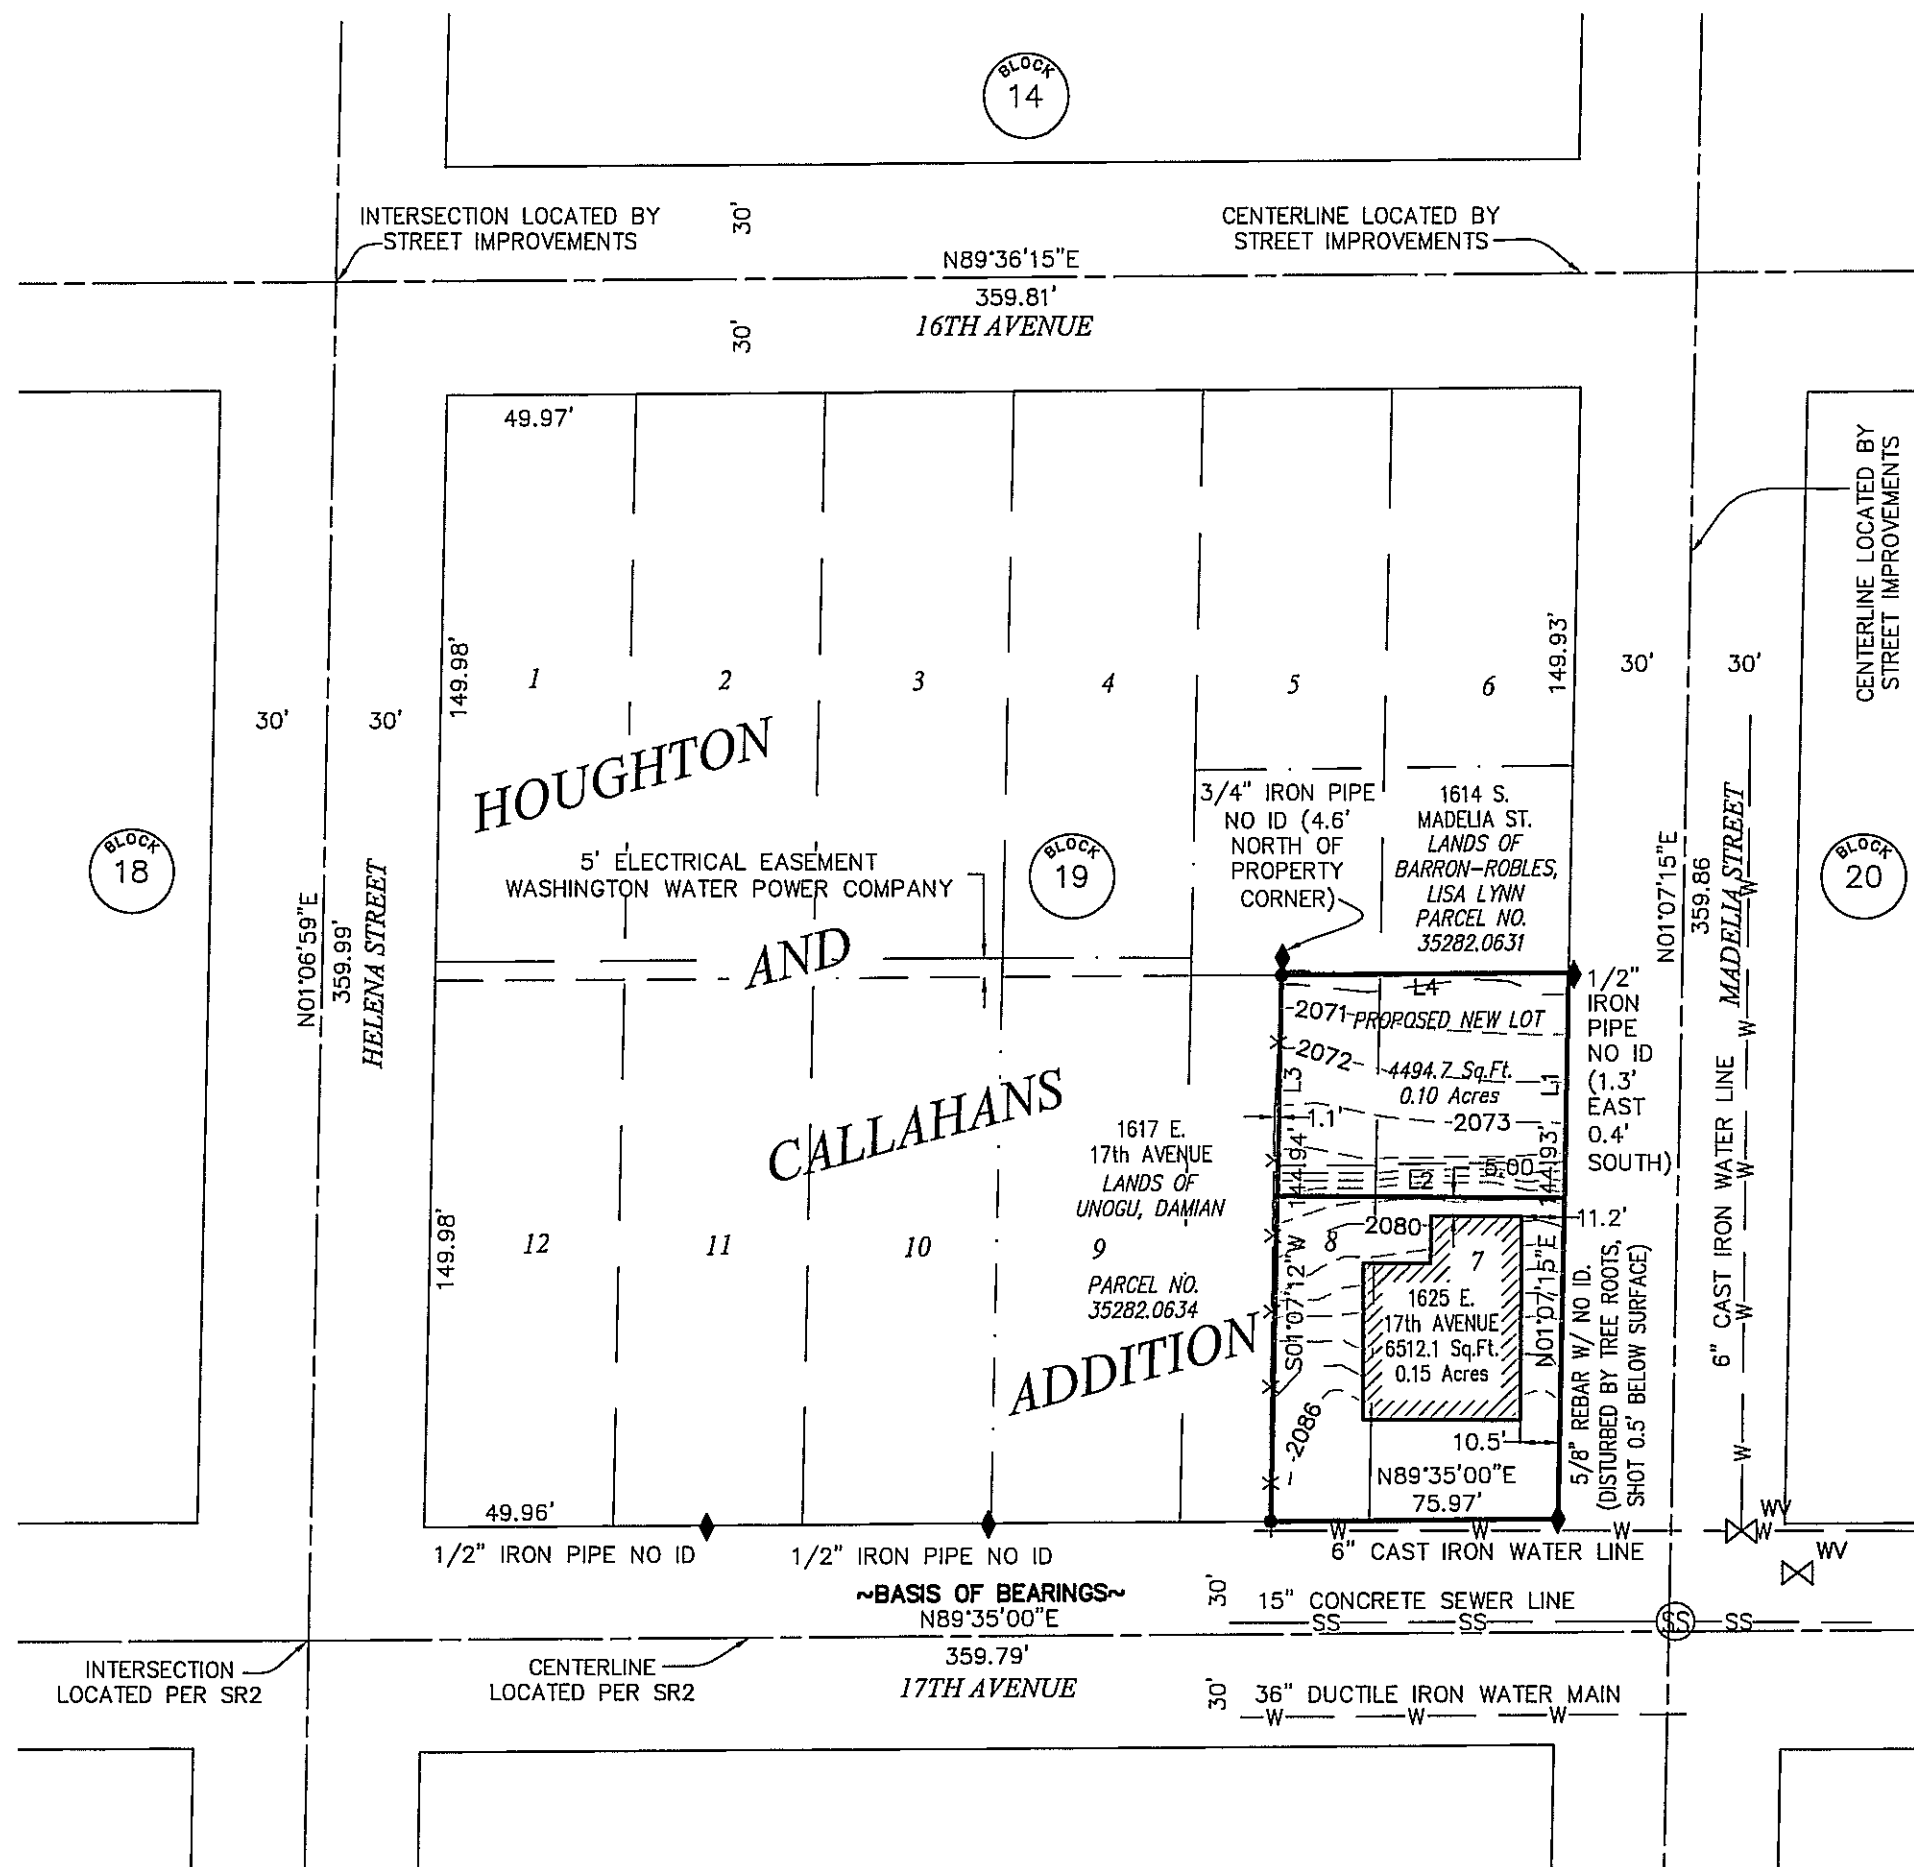 BLOCK
14
INTERSECTION LOCATED BY
STREET IMPROVEMENTS
30'
CENTERLINE LOCATED BY
STREET IMPROVEMENTS
N89°36'15"E
359.81'
16TH AVENUE
30'
49.97'
CENTERLINE LOCATED BY
STREET IMPROVEMENTS
149.98'
149.93'
1
2
3
4
5
6
30'
30'
30'
30'
HOUGHTON
3/4" IRON PIPE
NO ID (4.6'
NORTH OF
PROPERTY
CORNER)
1614 S.
MADELIA ST.
LANDS OF
BARRON-ROBLES,
LISA LYNN
PARCEL NO.
35282.0631
BLOCK
18
5' ELECTRICAL EASEMENT
WASHINGTON WATER POWER COMPANY
BLOCK
19
BLOCK
20
N01°06'59"E
359.99'
HELENA STREET
N01°07'15"E
359.86
MADELIA STREET
W
AND
L4
2071
PROPOSED NEW LOT
1/2"
IRON
PIPE
NO ID
(1.3'
EAST
0.4'
SOUTH)
W
2072
4494.7 Sq.Ft.
0.10 Acres
L3
L1
CALLAHANS
1.1'
2073
1617 E.
17th AVENUE
LANDS OF
UNOGU, DAMIAN
144.94'
144.93'
5.00
L2
6" CAST IRON WATER LINE
W
W
W
149.98'
12
11
10
9
8
7
2080
11.2'
PARCEL NO.
35282.0634
S01°07'12"W
N01°07'15"E
1625 E.
17th AVENUE
6512.1 Sq.Ft.
0.15 Acres
5/8" REBAR W/ NO ID.
(DISTURBED BY TREE ROOTS,
SHOT 0.5' BELOW SURFACE)
ADDITION
2086
10.5'
W
N89°35'00"E
75.97'
49.96'
WV
W
W
W
W
1/2" IRON PIPE NO ID
1/2" IRON PIPE NO ID
6" CAST IRON WATER LINE
WV
~BASIS OF BEARINGS~
N89°35'00"E
30'
15" CONCRETE SEWER LINE
SS
SS
SS
SS
359.79'
17TH AVENUE
INTERSECTION
LOCATED PER SR2
CENTERLINE
LOCATED PER SR2
30'
36" DUCTILE IRON WATER MAIN
W
W
W